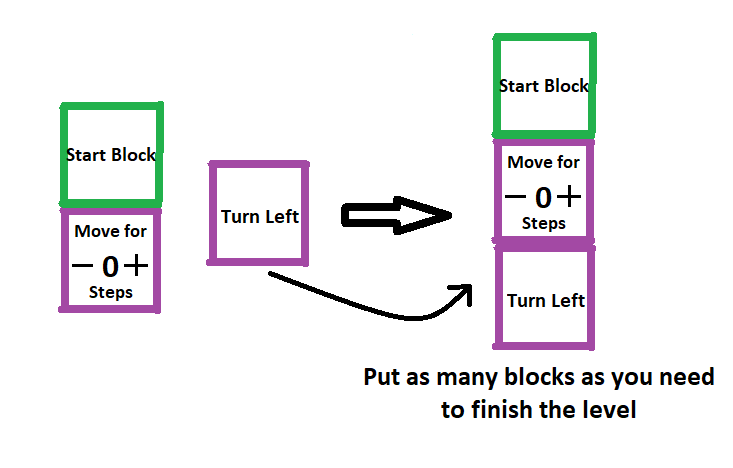 Start Block
Move for
− 0 +
Steps
Turn Left
Start Block
Move for
− 0 +
Steps
Turn Left
Put as many blocks as you need
to finish the level